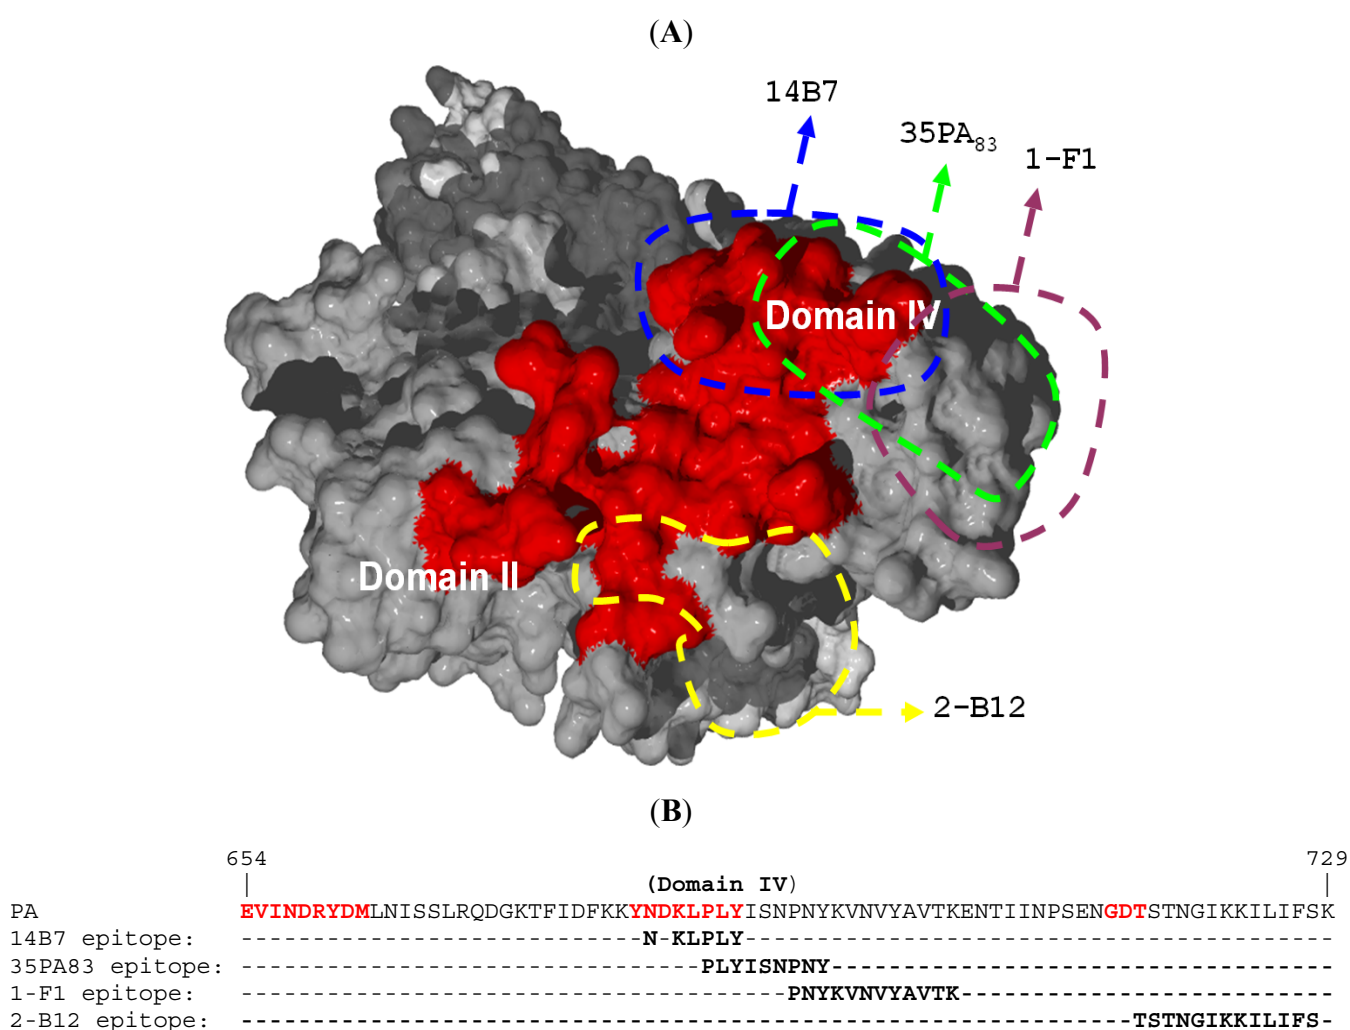 (A)
14B7
35PA83
1-F1
Domain IV
Domain II
2-B12
(B)
654 729
| (Domain IV) |
PA EVINDRYDMLNISSLRQDGKTFIDFKKYNDKLPLYISNPNYKVNVYAVTKENTIINPSENGDTSTNGIKKILIFSK
14B7 epitope: ----------------------------N-KLPLY-----------------------------------------
35PA83 epitope: --------------------------------PLYISNPNY-----------------------------------
1-F1 epitope: --------------------------------------PNYKVNVYAVTK--------------------------
2-B12 epitope: --------------------------------------------------------------TSTNGIKKILIFS-